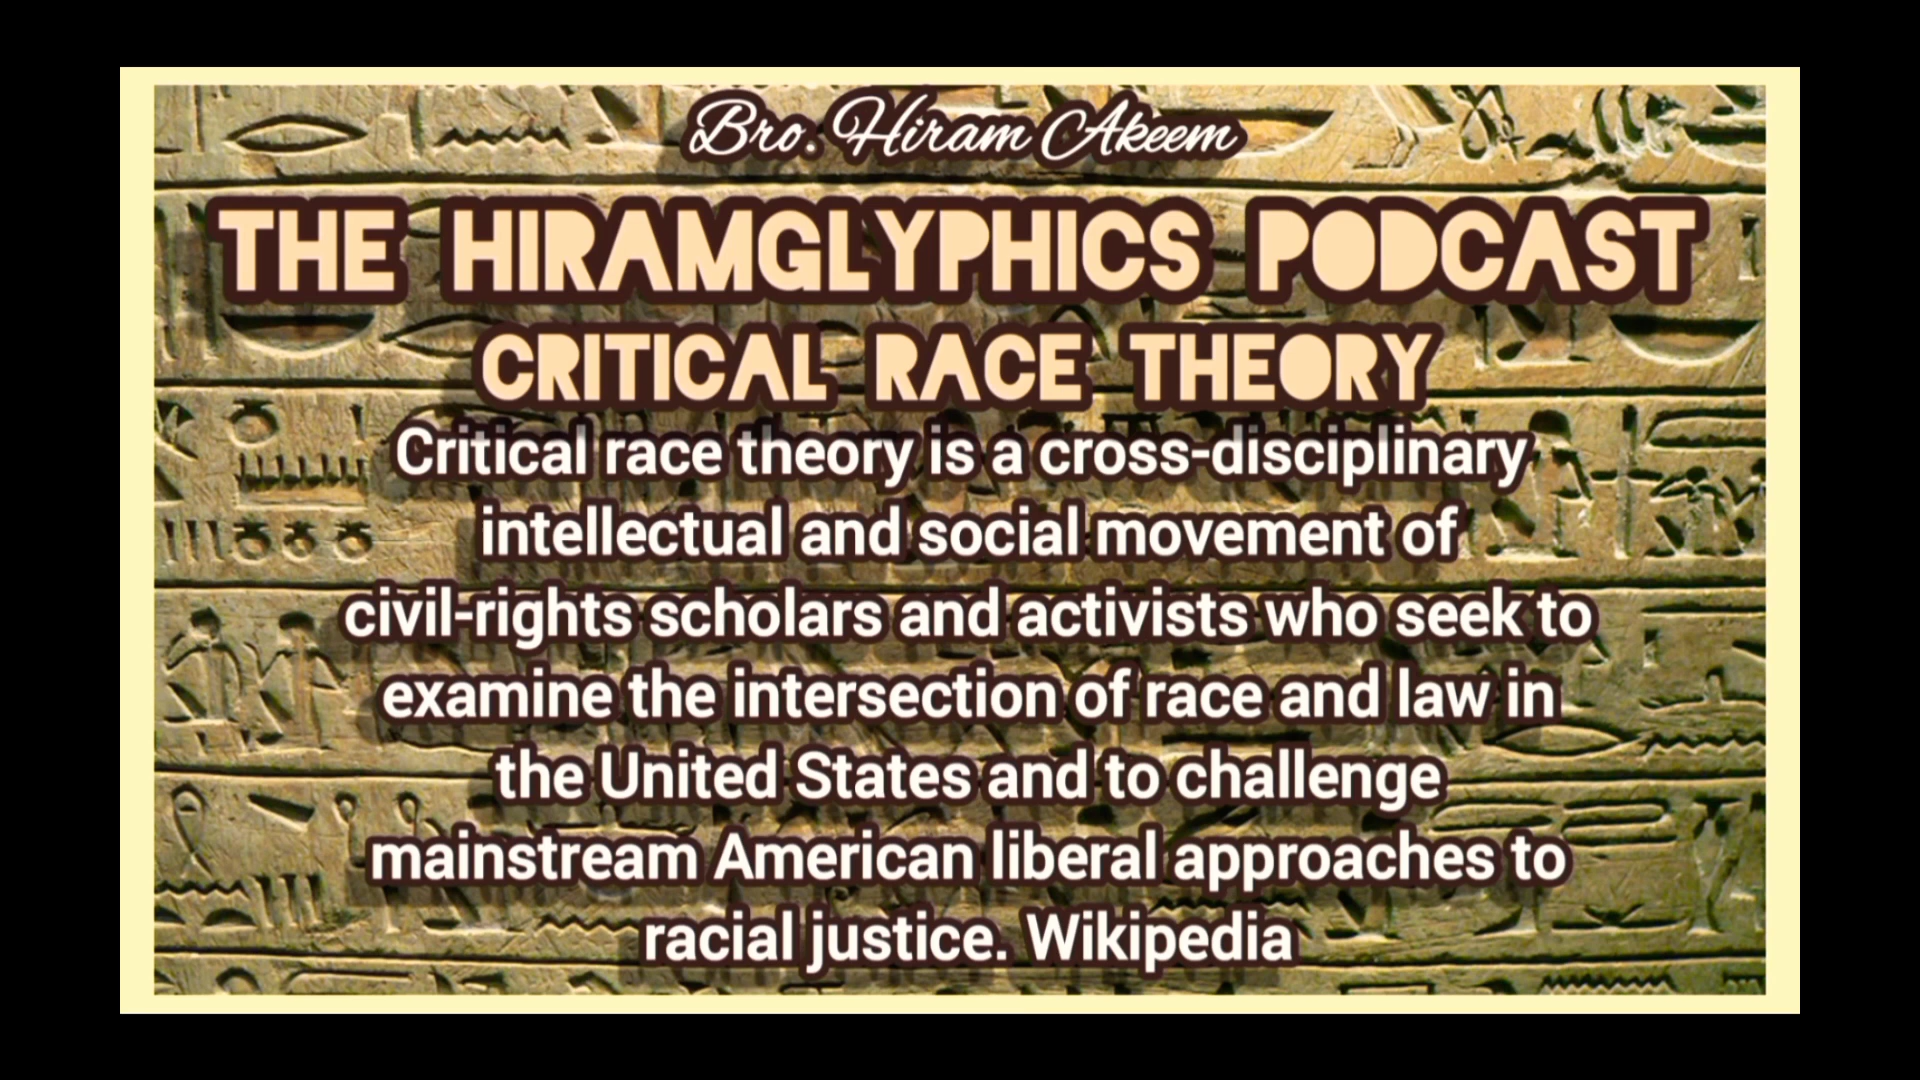 Bro. Hiram Akeem
THE HIRAMGLYPHICS PODCAST
CRITICAL RACE THEORY
Critical race theory is a cross-disciplinary
intellectual and social movement of
civil-rights scholars and activists who seek to
examine the intersection of race and law in
the United States and to challenge
mainstream American liberal approaches to
racial justice. Wikipedia